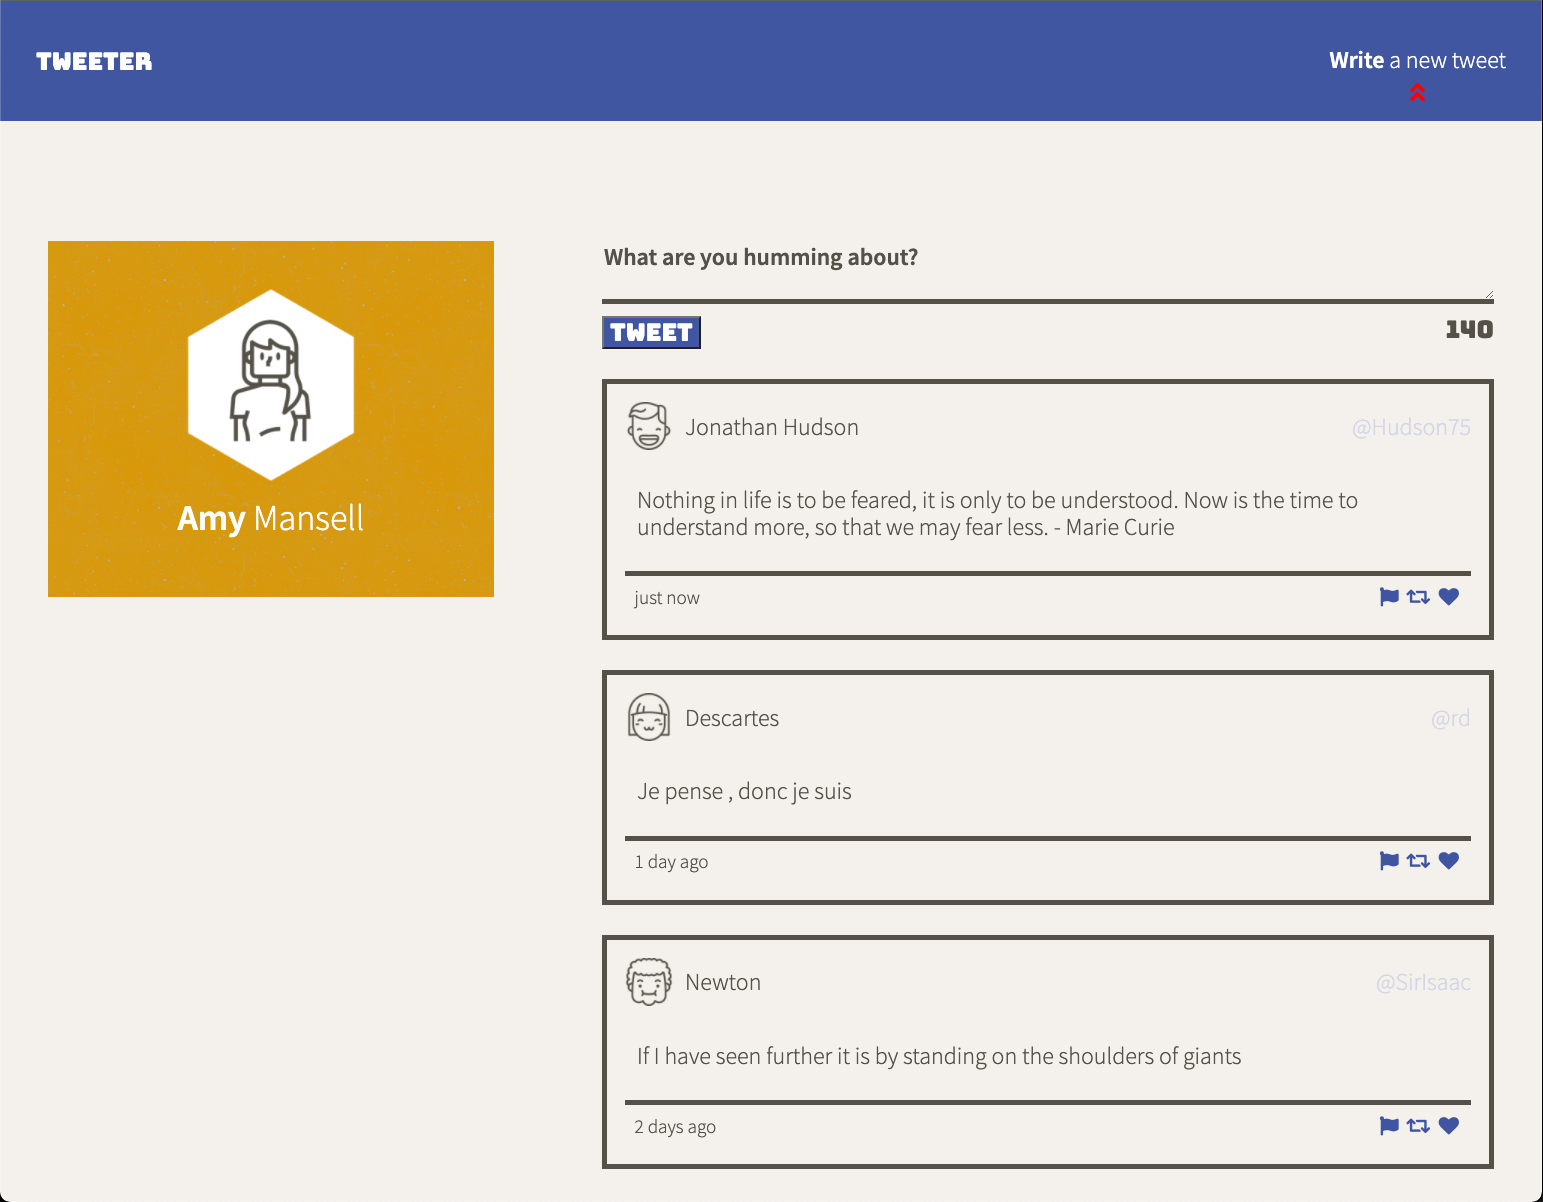 TWEETER
Write a new tweet
Amy Mansell
What are you humming about?
TWEET
140
Jonathan Hudson
@Hudson75
Nothing in life is to be feared, it is only to be understood. Now is the time to
understand more, so that we may fear less. - Marie Curie
just now
Descartes
@rd
Je pense , donc je suis
1 day ago
Newton
@SirIsaac
If I have seen further it is by standing on the shoulders of giants
2 days ago